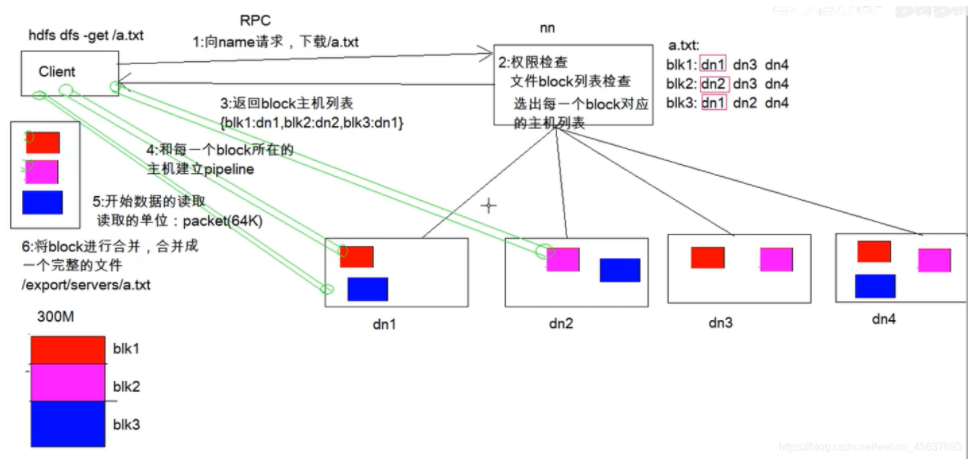 RPC
hdfs dfs -get /a.txt
1:向name请求，下载/a.txt
nn
Client
2:权限检查
文件block列表检查
选出每一个block对应
的主机列表
a.txt:
blk1: dn1 dn3 dn4
blk2: dn2 dn3 dn4
blk3: dn1 dn2 dn4
3:返回block主机列表
{blk1:dn1,blk2:dn2,blk3:dn1}
4:和每一个block所在的
主机建立pipeline
5:开始数据的读取
读取的单位：packet(64K)
6:将block进行合并，合并成
一个完整的文件
/export/servers/a.txt
dn1
dn2
dn3
dn4
300M
blk1
blk2
blk3
https://blog.csdn.net/weixin_45837693